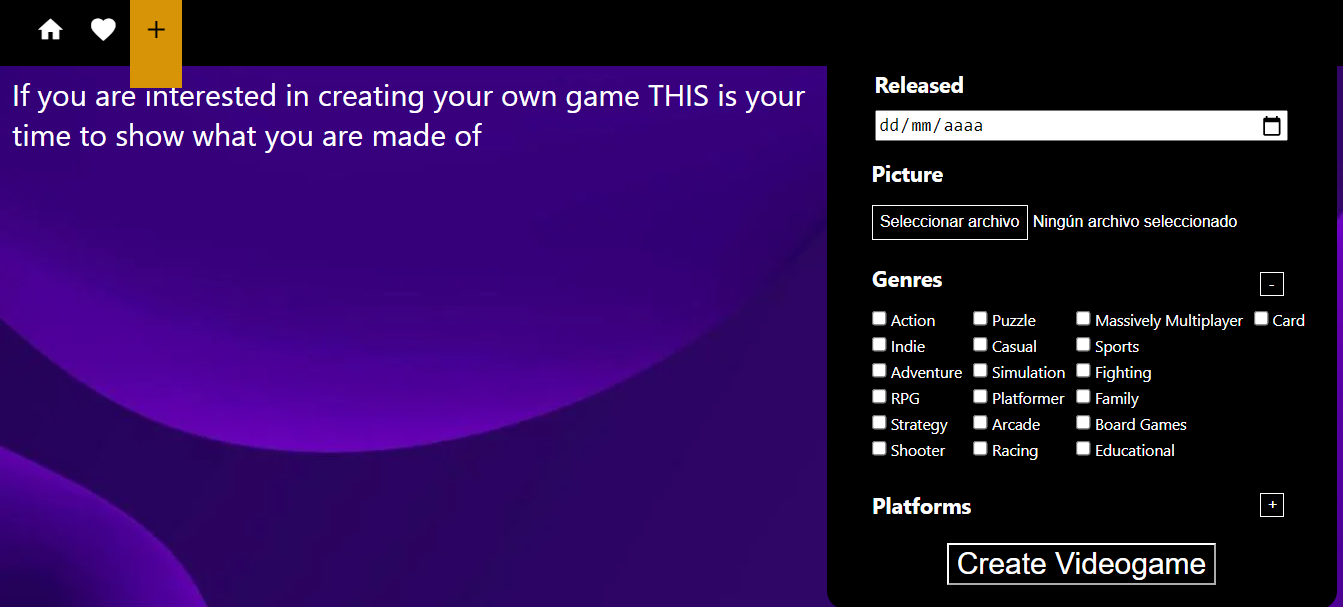 If you are interested in creating your own game THIS is your
time to show what you are made of
Released
dd/mm/aaaa
Picture
Seleccionar archivo Ningún archivo seleccionado
Genres -
Action Puzzle Massively Multiplayer Card
Indie Casual Sports
Adventure Simulation Fighting
RPG Platformer Family
Strategy Arcade Board Games
Shooter Racing Educational
Platforms +
Create Videogame